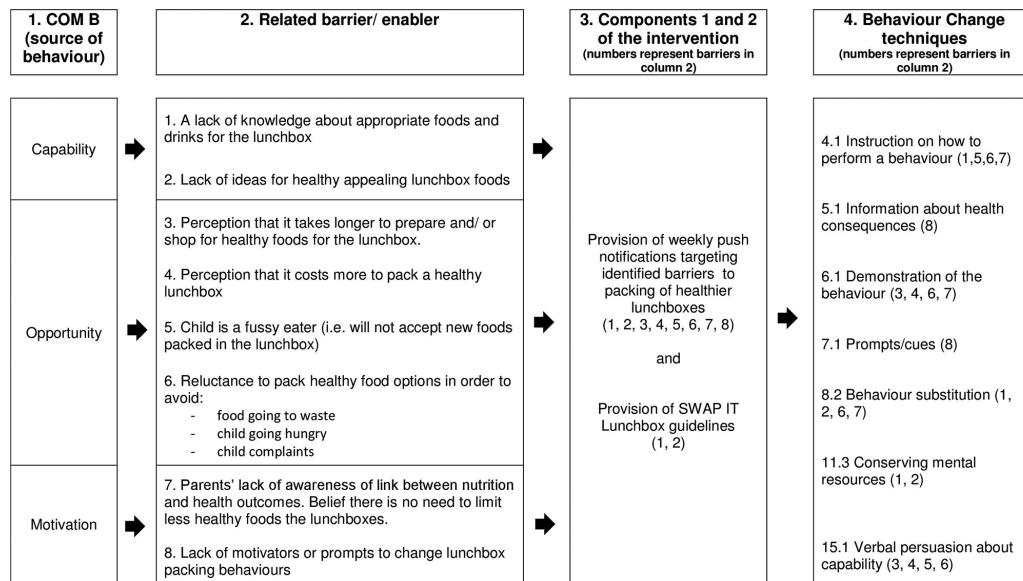 1. COM B
(source of
behaviour)
2. Related barrier/ enabler
3. Components 1 and 2
of the intervention
(numbers represent barriers in
column 2)
4. Behaviour Change
techniques
(numbers represent barriers in
column 2)
Capability
1. A lack of knowledge about appropriate foods and
drinks for the lunchbox
2. Lack of ideas for healthy appealing lunchbox foods
Opportunity
3. Perception that it takes longer to prepare and/ or
shop for healthy foods for the lunchbox.
4. Perception that it costs more to pack a healthy
lunchbox
5. Child is a fussy eater (i.e. will not accept new foods
packed in the lunchbox)
6. Reluctance to pack healthy food options in order to
avoid:
- food going to waste
- child going hungry
- child complaints
Motivation
7. Parents' lack of awareness of link between nutrition
and health outcomes. Belief there is no need to limit
less healthy foods the lunchboxes.
8. Lack of motivators or prompts to change lunchbox
packing behaviours
Provision of weekly push
notifications targeting
identified barriers to
packing of healthier
lunchboxes
(1, 2, 3, 4, 5, 6, 7, 8)
and
Provision of SWAP IT
Lunchbox guidelines
(1, 2)
4.1 Instruction on how to
perform a behaviour (1,5,6,7)
5.1 Information about health
consequences (8)
6.1 Demonstration of the
behaviour (3, 4, 6, 7)
7.1 Prompts/cues (8)
8.2 Behaviour substitution (1,
2, 6, 7)
11.3 Conserving mental
resources (1, 2)
15.1 Verbal persuasion about
capability (3, 4, 5, 6)